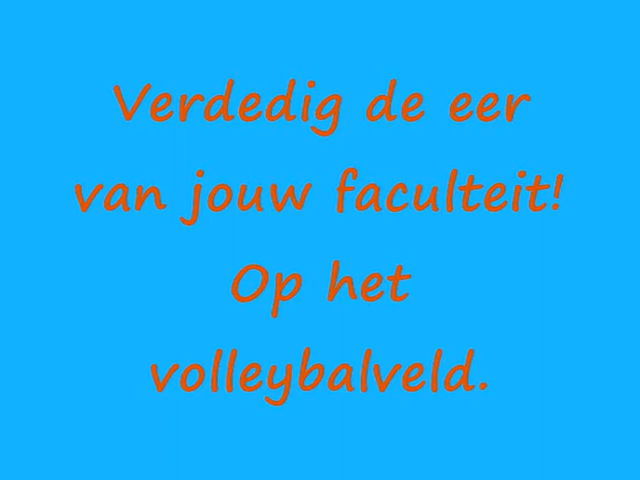 Verdedig de eer
van jouw faculteit!
Op het
volleybalveld.